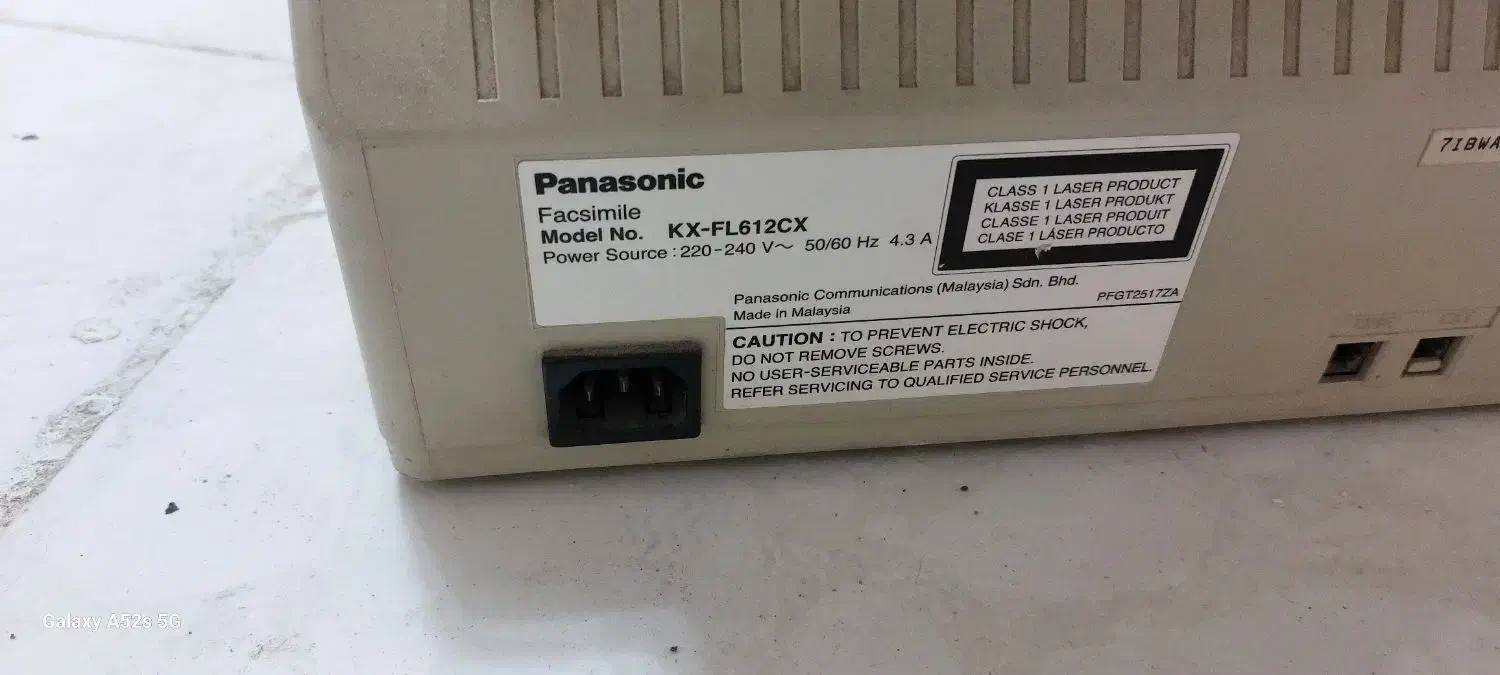 Panasonic
Facsimile
Model No. KX-FL612CX
Power Source : 220-240 V～ 50/60 Hz 4.3 A
CLASS 1 LASER PRODUCT
KLASSE 1 LASER PRODUKT
CLASSE 1 LASER PRODUIT
CLASE 1 LASER PRODUCTO
Panasonic Communications (Malaysia) Sdn. Bhd.
Made in Malaysia
PFGT2517ZA
CAUTION : TO PREVENT ELECTRIC SHOCK,
DO NOT REMOVE SCREWS.
NO USER-SERVICEABLE PARTS INSIDE.
REFER SERVICING TO QUALIFIED SERVICE PERSONNEL.
7IBWA
LINE EXT
Galaxy A52s 5G